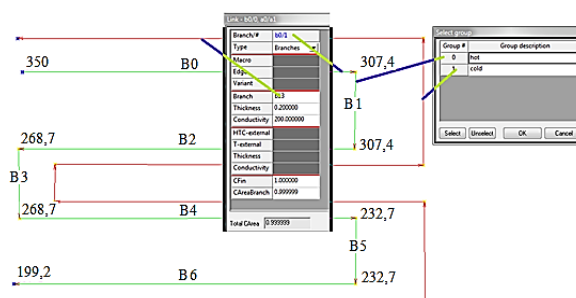 Link - b0/0_a0/a1
Branch/# b0/1
Type Branches
Macro
Edge
Variant
Branch b13
Thickness 0.200000
Conductivity 200.000000
HTC-external
T-external
Thickness
Conductivity
CFin 1.000000
CAreaBranch 0.999999
Total CArea 0.999999
Select group
Group # Group description
0 hot
1 cold
Select Unselect OK Cancel
350 B0 307,4
B1
268,7 B2 307,4
B3
268,7 B4 232,7
B5
199,2 B6 232,7